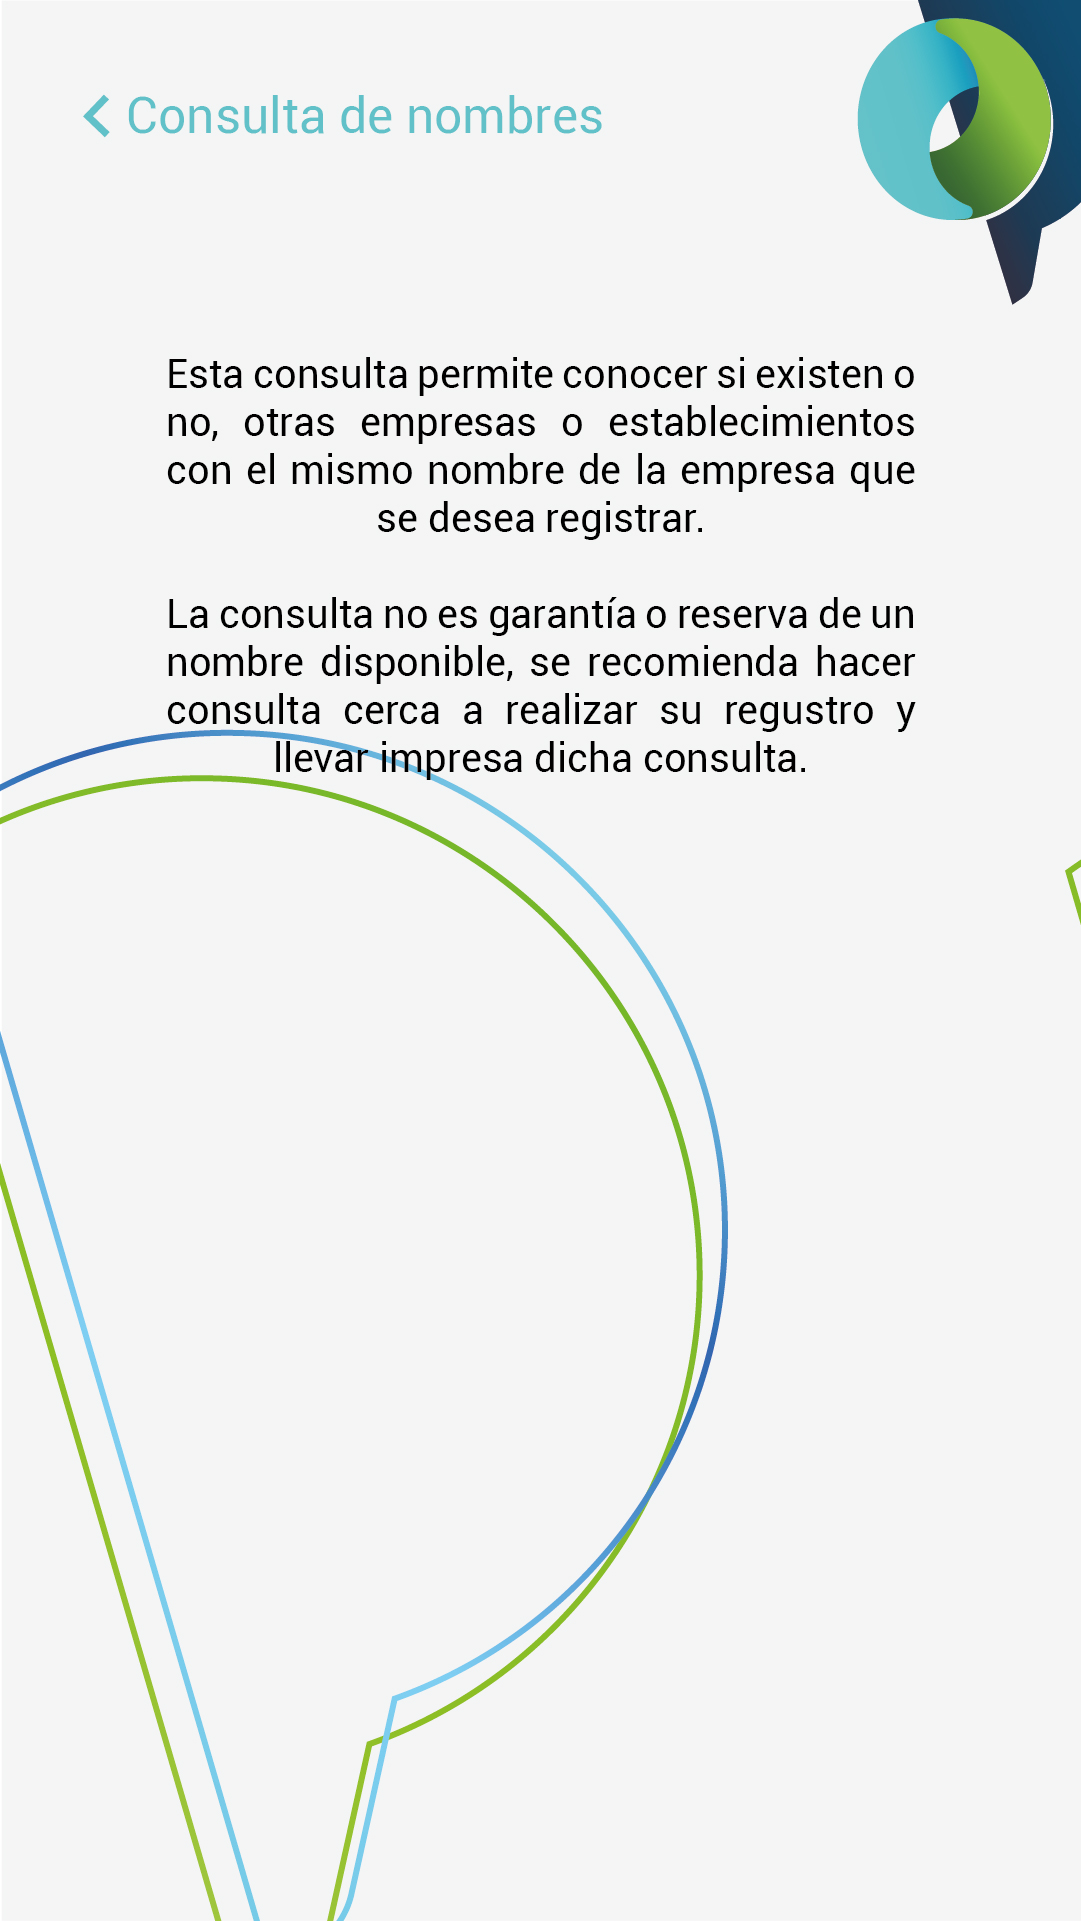 Consulta de nombres
Esta consulta permite conocer si existen o
no, otras empresas o establecimientos
con el mismo nombre de la empresa que
se desea registrar.
La consulta no es garantía o reserva de un
nombre disponible, se recomienda hacer
consulta cerca a realizar su regustro y
llevar impresa dicha consulta.